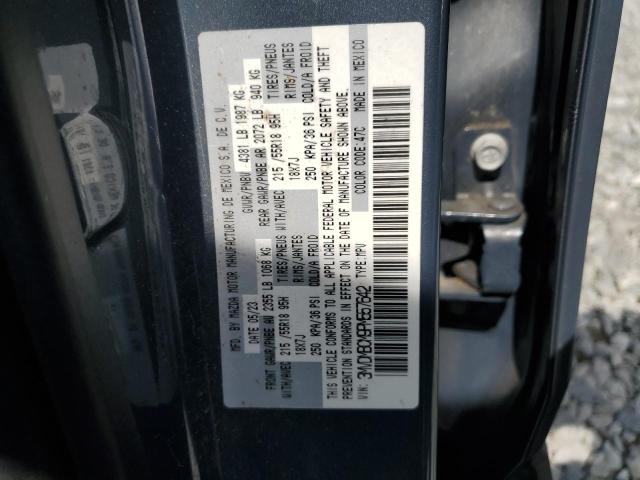 MFD. BY MAZDA MOTOR MANUFACTURING DE MEXICO S.A. DE C.V.
DATE 05/23 GVWR/PNBV 4381 LB 1987 KG
FRONT GAWR/PNBE AV 2355 LB 1068 KG REAR GAWR/PNBE AR 2072 LB 940 KG
WITH/AVEC 215 /55R18 95H TIRES/PNEUS WITH/AVEC 215 /55R18 95H TIRES/PNEUS
18X7J RIMS/JANTES 18X7J RIMS/JANTES
250 KPA/36 PSI COLD/A FROID 250 KPA/36 PSI COLD/A FROID
THIS VEHICLE CONFORMS TO ALL APPLICABLE FEDERAL MOTOR VEHICLE SAFETY AND THEFT
PREVENTION STANDARDS IN EFFECT ON THE DATE OF MANUFACTURE SHOWN ABOVE.
VIN: 3MVDMBCX9PM567642 TYPE:MPV COLOR CODE:47C MADE IN MEXICO